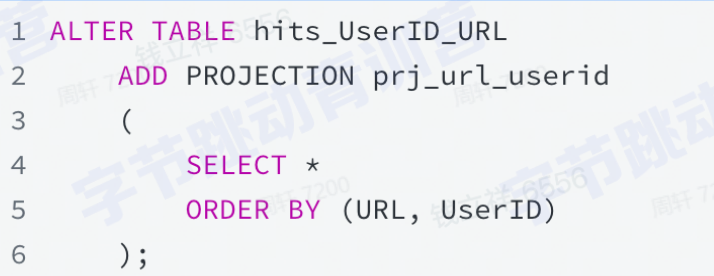 1 ALTER TABLE hits_UserID_URL
2 ADD PROJECTION prj_url_userid
3 (
4 SELECT *
5 ORDER BY (URL, UserID)
6 );
字节跳动青训营
钱立祥 6556
周轩 7200